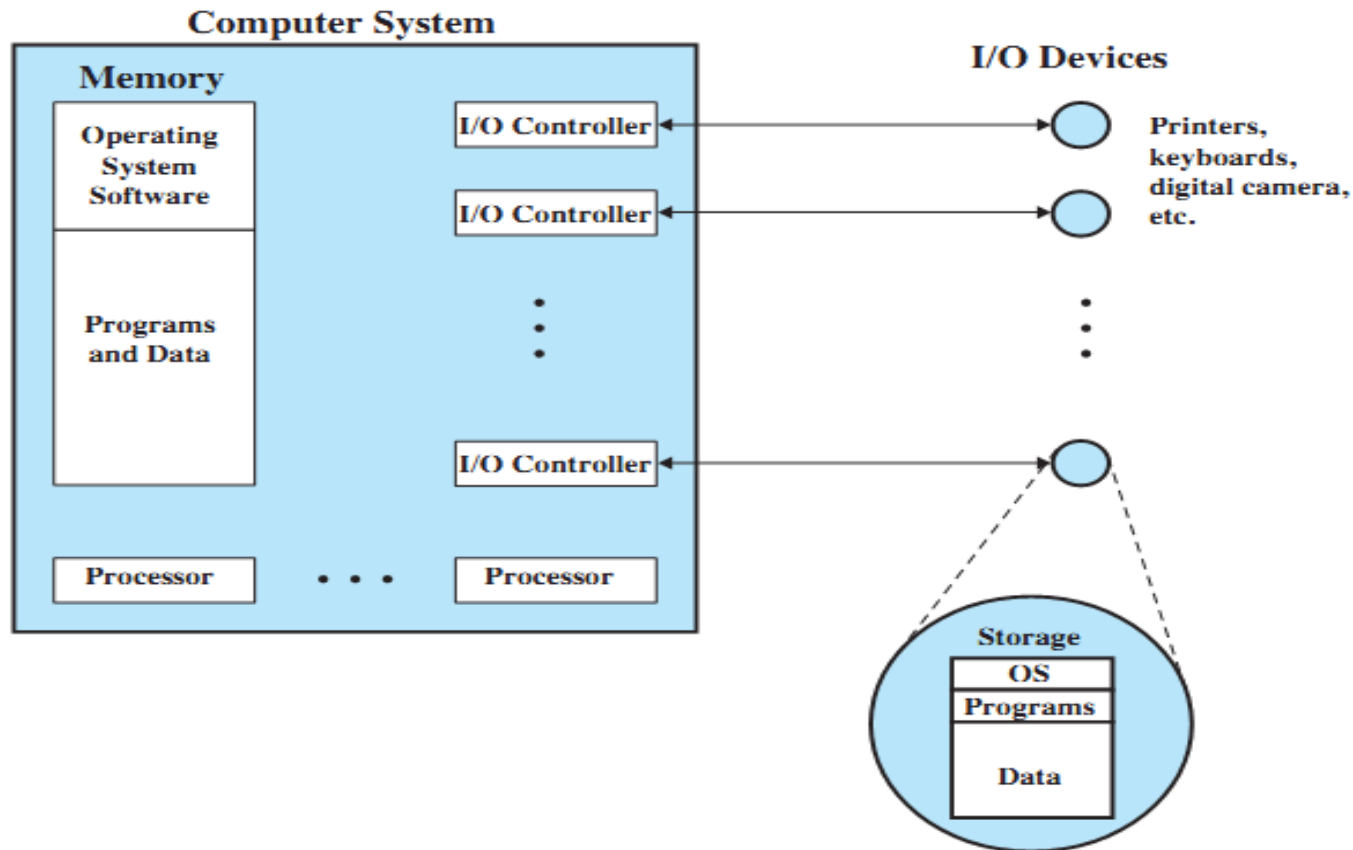 Computer System
Memory
Operating
System
Software
Programs
and Data
I/O Controller
I/O Controller
I/O Controller
Processor
Processor
I/O Devices
Printers,
keyboards,
digital camera,
etc.
Storage
OS
Programs
Data